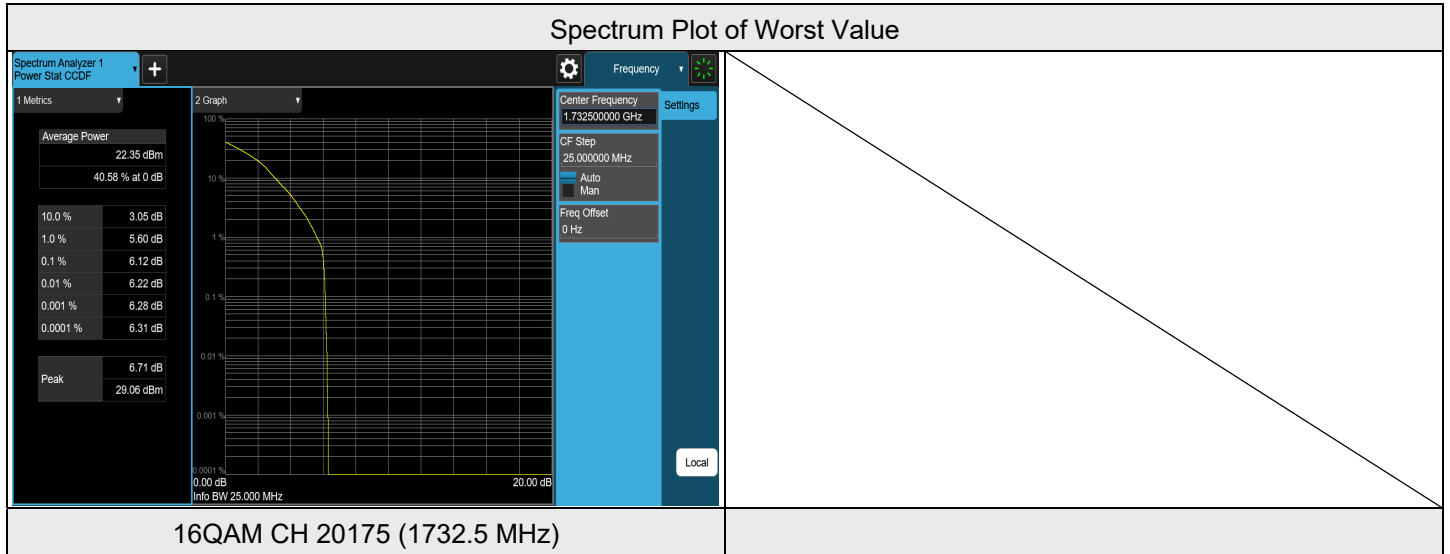 Spectrum Plot of Worst Value
Spectrum Analyzer 1
Power Stat CCDF
+
Frequency
1 Metrics
Average Power
22.35 dBm
40.58 % at 0 dB
10.0 % 3.05 dB
1.0 % 5.60 dB
0.1 % 6.12 dB
0.01 % 6.22 dB
0.001 % 6.28 dB
0.0001 % 6.31 dB
Peak 6.71 dB
29.06 dBm
2 Graph
100 %
10 %
1 %
0.1 %
0.01 %
0.001 %
0.0001 %
0.00 dB 20.00 dB
Info BW 25.000 MHz
Center Frequency
1.732500000 GHz
Settings
CF Step
25.000000 MHz
Auto
Man
Freq Offset
0 Hz
Local
16QAM CH 20175 (1732.5 MHz)